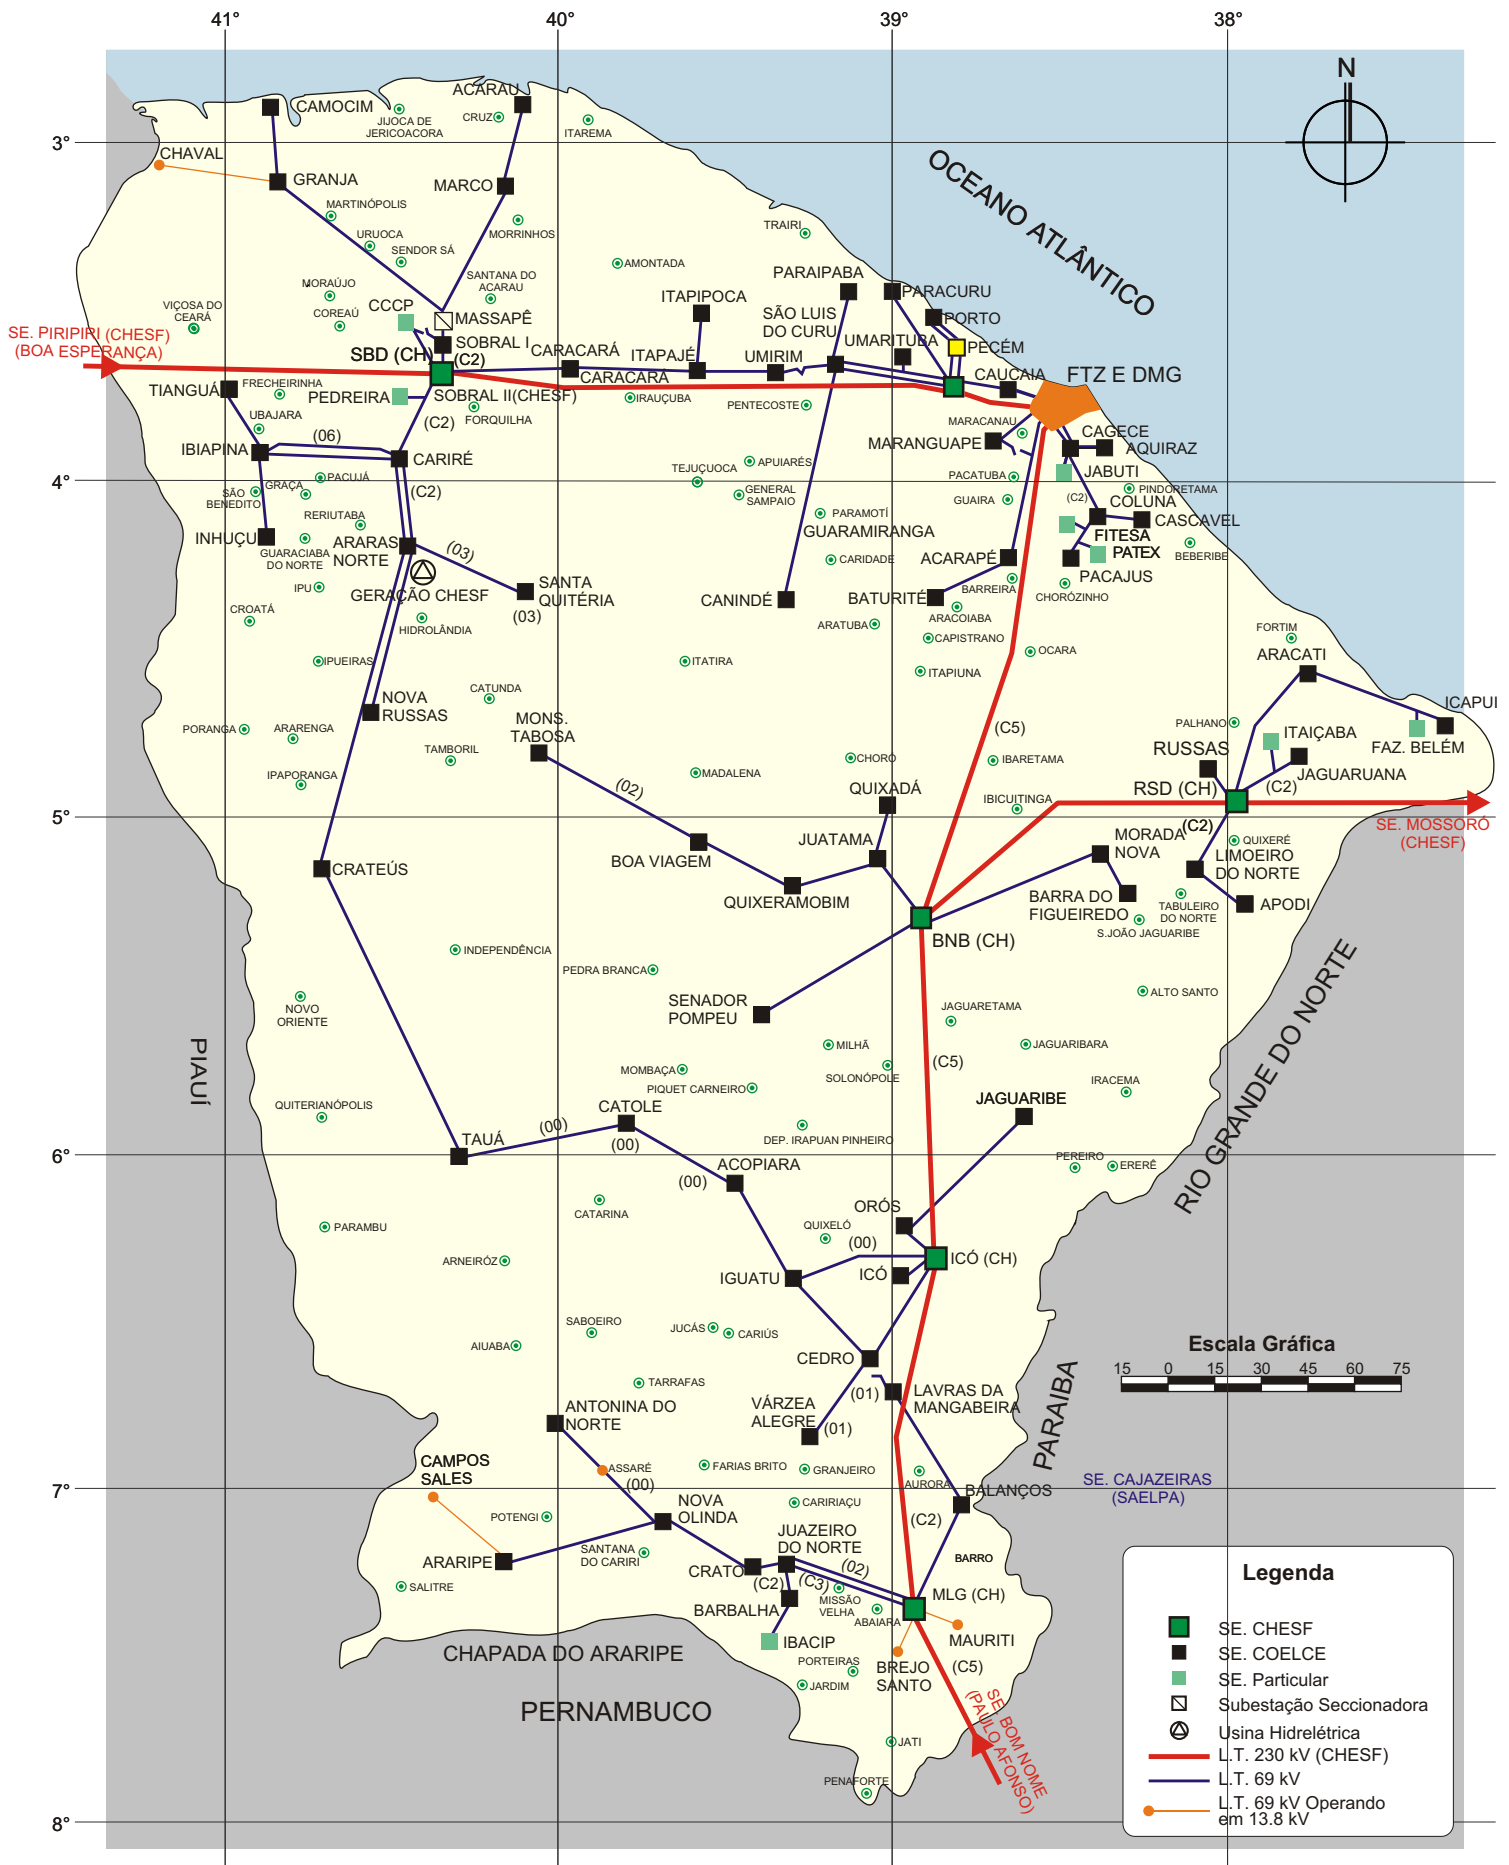 41°
40°
39°
38°
N
CAMOCIM
JIJOCA DE
JERICOACORA
ACARAU
CRUZ
ITAREMA
3°
CHAVAL
GRANJA
MARCO
OCEANO ATLÂNTICO
MARTINÓPOLIS
URUOCA
SENDOR SÁ
MORRINHOS
TRAIRI
AMONTADA
MORAÚJO
SANTANA DO
ACARAU
PARAIPABA
PARACURU
VIÇOSA DO
CEARÁ
COREAÚ
CCCP
MASSAPÊ
ITAPIPOCA
SÃO LUIS
DO CURU
PORTO
SE. PIRIPIRI (CHESF)
(BOA ESPERANÇA)
SOBRAL I
SBD (CH)
(C2)
CARACARÁ
ITAPAJÉ
UMIRIM
UMARITUBA
PECÉM
CAUCAIA
FTZ E DMG
CARACARÁ
TIANGUÁ
FRECHEIRINHA
PEDREIRA
SOBRAL II(CHESF)
IRAUÇUBA
PENTECOSTE
UBAJARA
(C2)
FORQUILHA
MARACANAU
(06)
IBIAPINA
CARIRÉ
MARANGUAPE
CAGECE
AQUIRAZ
APUIARÉS
TEJUÇUOCA
JABUTI
4°
PACUJÁ
GRAÇA
SÃO
BENEDITO
(C2)
GENERAL
SAMPAIO
PACATUBA
GUAIRA
(C2)
PINDORETAMA
COLUNA
RERIUTABA
PARAMOTÍ
CASCAVEL
INHUÇU
GUARACIABA
DO NORTE
ARARAS
NORTE
(03)
GUARAMIRANGA
FITESA
PATEX
BEBERIBE
CARIDADE
ACARAPÉ
PACAJUS
IPU
GERAÇÃO CHESF
SANTA
QUITÉRIA
CANINDÉ
BATURITÉ
BARREIRA
CHORÓZINHO
CROATÁ
HIDROLÂNDIA
(03)
ARATUBA
ARACOIABA
CAPISTRANO
FORTIM
IPUEIRAS
ITATIRA
ITAPIUNA
OCARA
ARACATI
NOVA
RUSSAS
CATUNDA
ICAPUI
PORANGA
ARARENGA
MONS.
TABOSA
(C5)
PALHANO
ITAIÇABA
FAZ. BELÉM
TAMBORIL
CHORÓ
IBARETAMA
RUSSAS
JAGUARUANA
IPAPORANGA
(02)
MADALENA
QUIXADÁ
IBICUITINGA
RSD (CH)
(C2)
5°
SE. MOSSORÓ
(CHESF)
BOA VIAGEM
JUATAMA
MORADA
NOVA
(C2)
QUIXERÉ
LIMOEIRO
DO NORTE
CRATEÚS
QUIXERAMOBIM
BARRA DO
FIGUEIREDO
TABULEIRO
DO NORTE
APODI
S.JOÃO JAGUARIBE
BNB (CH)
INDEPENDÊNCIA
PEDRA BRANCA
NOVO
ORIENTE
SENADOR
POMPEU
ALTO SANTO
JAGUARETAMA
RIO GRANDE DO NORTE
PIAUÍ
MILHÃ
JAGUARIBARA
MOMBAÇA
SOLONÓPOLE
(C5)
IRACEMA
PIQUET CARNEIRO
QUITERIANÓPOLIS
CATOLE
JAGUARIBE
TAUÁ
(00)
(00)
DEP. IRAPUAN PINHEIRO
6°
ACOPIARA
(00)
PEREIRO
ERERÊ
CATARINA
ORÓS
PARAMBU
QUIXELÓ
(00)
ARNEIRÓZ
IGUATU
ICÓ
ICÓ (CH)
SABOEIRO
JUCÁS
CARIÚS
AIUABA
CEDRO
Escala Gráfica
15 0 15 30 45 60 75
TARRAFAS
(01)
LAVRAS DA
MANGABEIRA
ANTONINA DO
NORTE
VÁRZEA
ALEGRE
(01)
PARAIBA
CAMPOS
SALES
ASSARÉ
(00)
FARIAS BRITO
GRANJEIRO
AURORA
SE. CAJAZEIRAS
(SAELPA)
7°
BALANÇOS
POTENGI
NOVA
OLINDA
CARIRIAÇU
(C2)
JUAZEIRO
DO NORTE
SANTANA
DO CARIRI
ARARIPE
CRATO
(C2)
(C3)
(02)
BARRO
SALITRE
MISSÃO
VELHA
MLG (CH)
BARBALHA
ABAIARA
MAURITI
IBACIP
CHAPADA DO ARARIPE
PORTEIRAS
BREJO
SANTO
(C5)
JARDIM
PERNAMBUCO
SE. BOM NOME
(PAULO AFONSO)
JATI
PENAFORTE
8°
Legenda
SE. CHESF
SE. COELCE
SE. Particular
Subestação Seccionadora
Usina Hidrelétrica
L.T. 230 kV (CHESF)
L.T. 69 kV
L.T. 69 kV Operando
em 13.8 kV